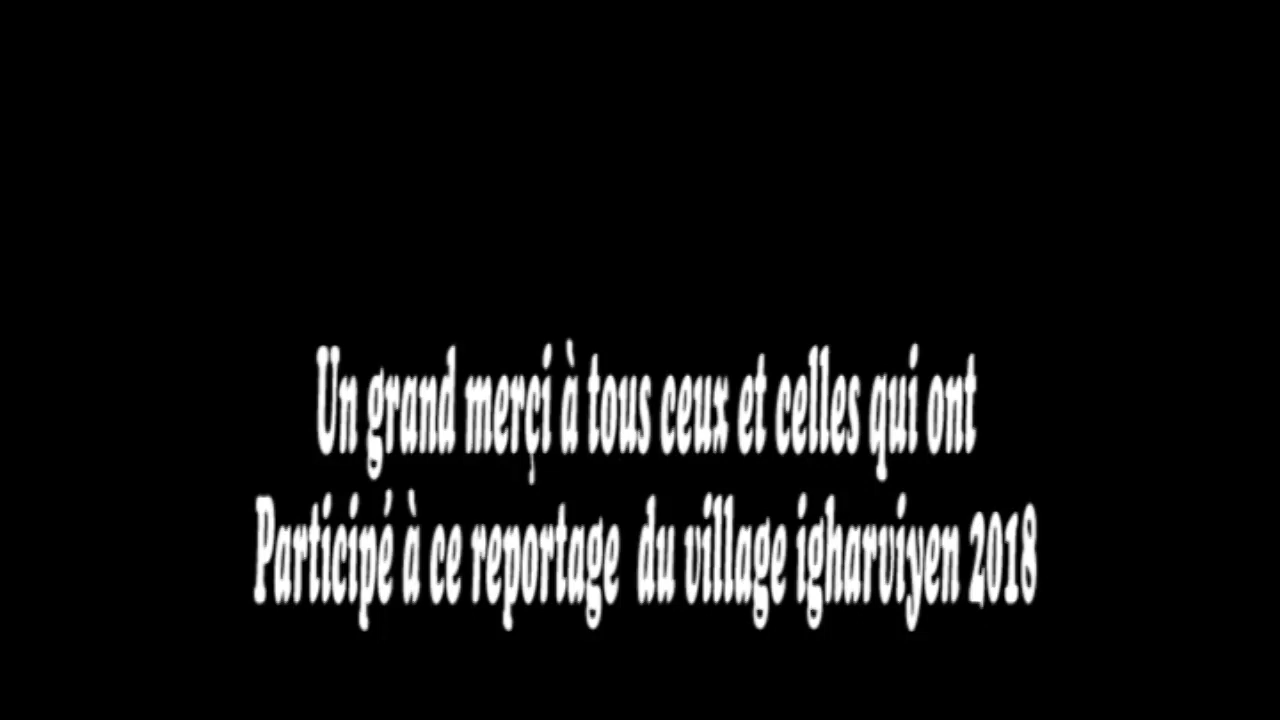 Un grand merçi à tous ceux et celles qui ont
Participé à ce reportage du village igharviyen 2018